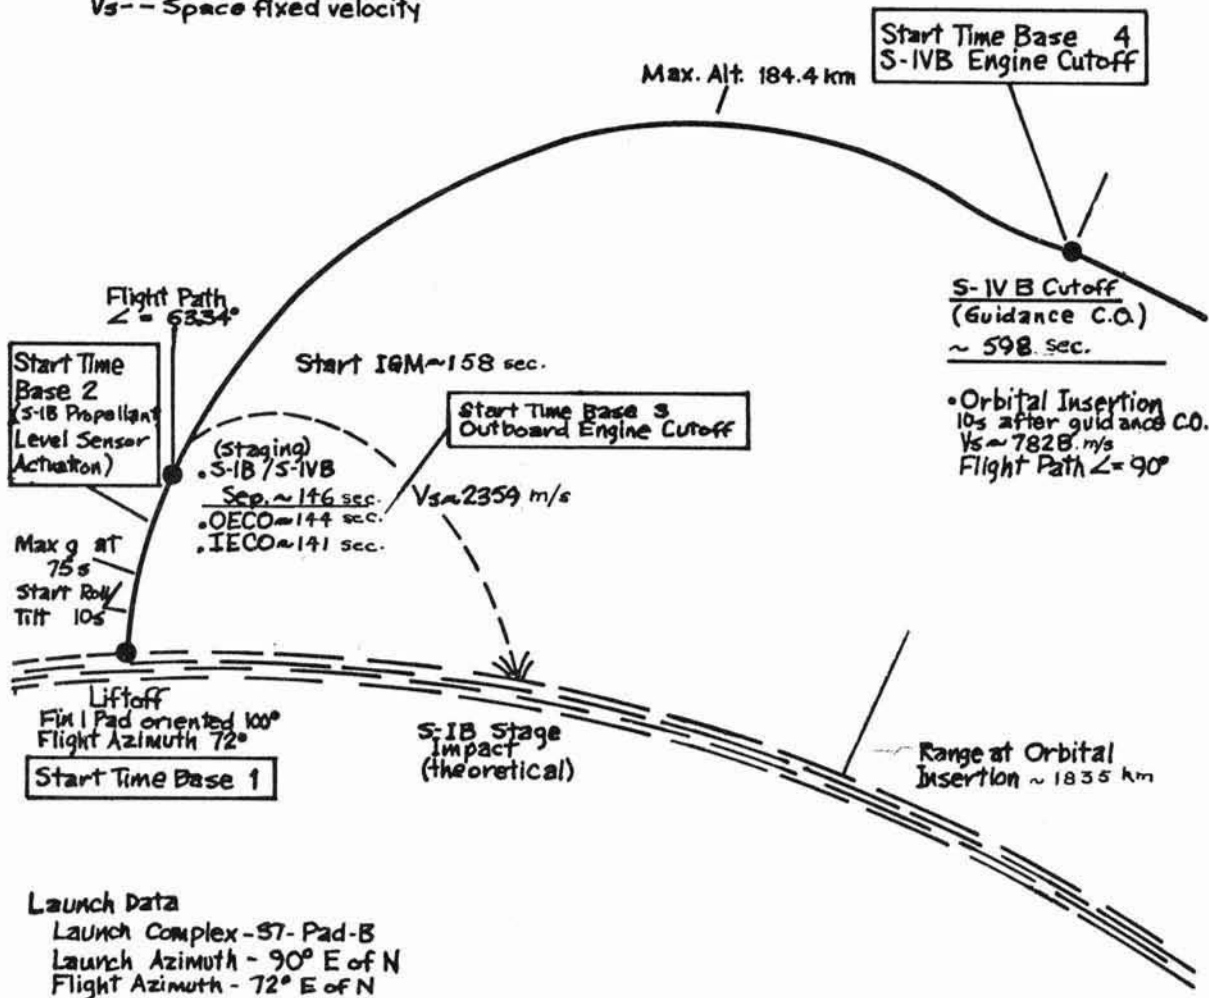 Vs-- Space fixed velocity
Start Time Base 4
S-IVB Engine Cutoff
Max. Alt. 184.4 km
Flight Path
∠ = 63.34°
Start Time
Base 2
(S-IB Propellant
Level Sensor
Actuation)
Start IGM~158 sec.
Start Time Base 3
Outboard Engine Cutoff
(staging)
•S-IB/S-IVB
Sep.~146 sec.
•OECO~144 sec.
•IECO~141 sec.
Vs~2359 m/s
S-IVB Cutoff
(Guidance C.O.)
~ 598 sec.
•Orbital Insertion
10s after guidance C.O.
Vs~7828 m/s
Flight Path ∠=90°
Max q at
75s
Start Roll/
Tilt 10s
Liftoff
Fin 1 Pad oriented 100°
Flight Azimuth 72°
Start Time Base 1
S-IB Stage
Impact
(theoretical)
Range at Orbital
Insertion ~ 1835 km
Launch Data
Launch Complex-37-Pad-B
Launch Azimuth - 90° E of N
Flight Azimuth - 72° E of N